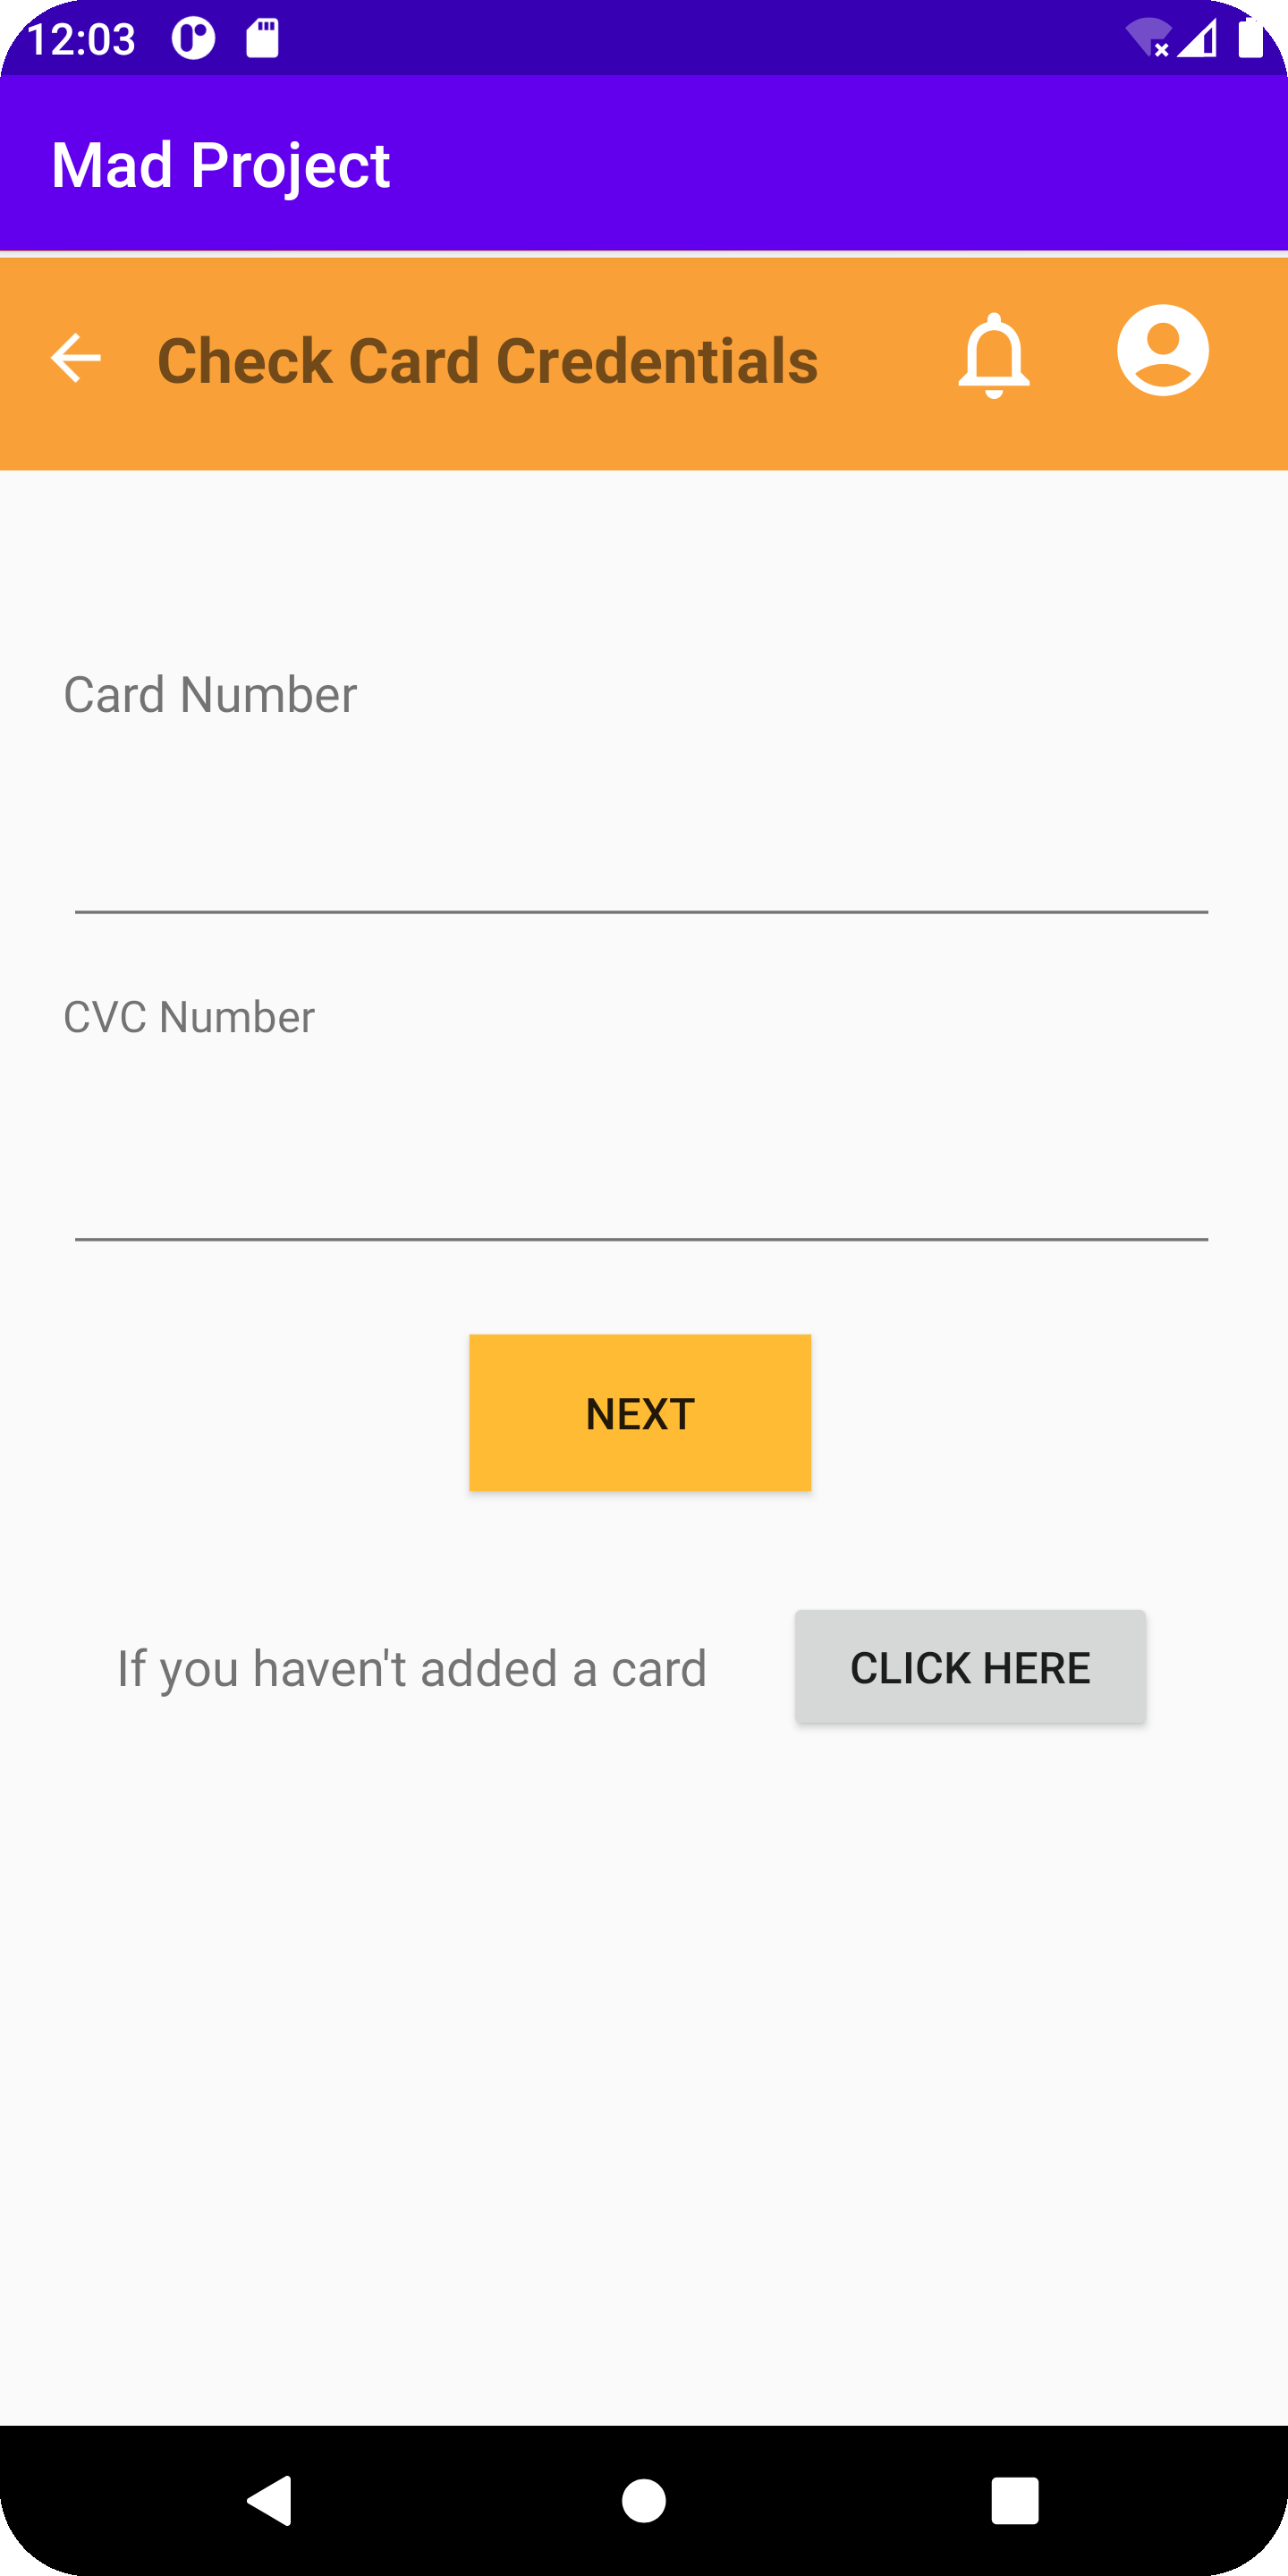 12:03
Mad Project
Check Card Credentials
Card Number
CVC Number
NEXT
If you haven't added a card
CLICK HERE